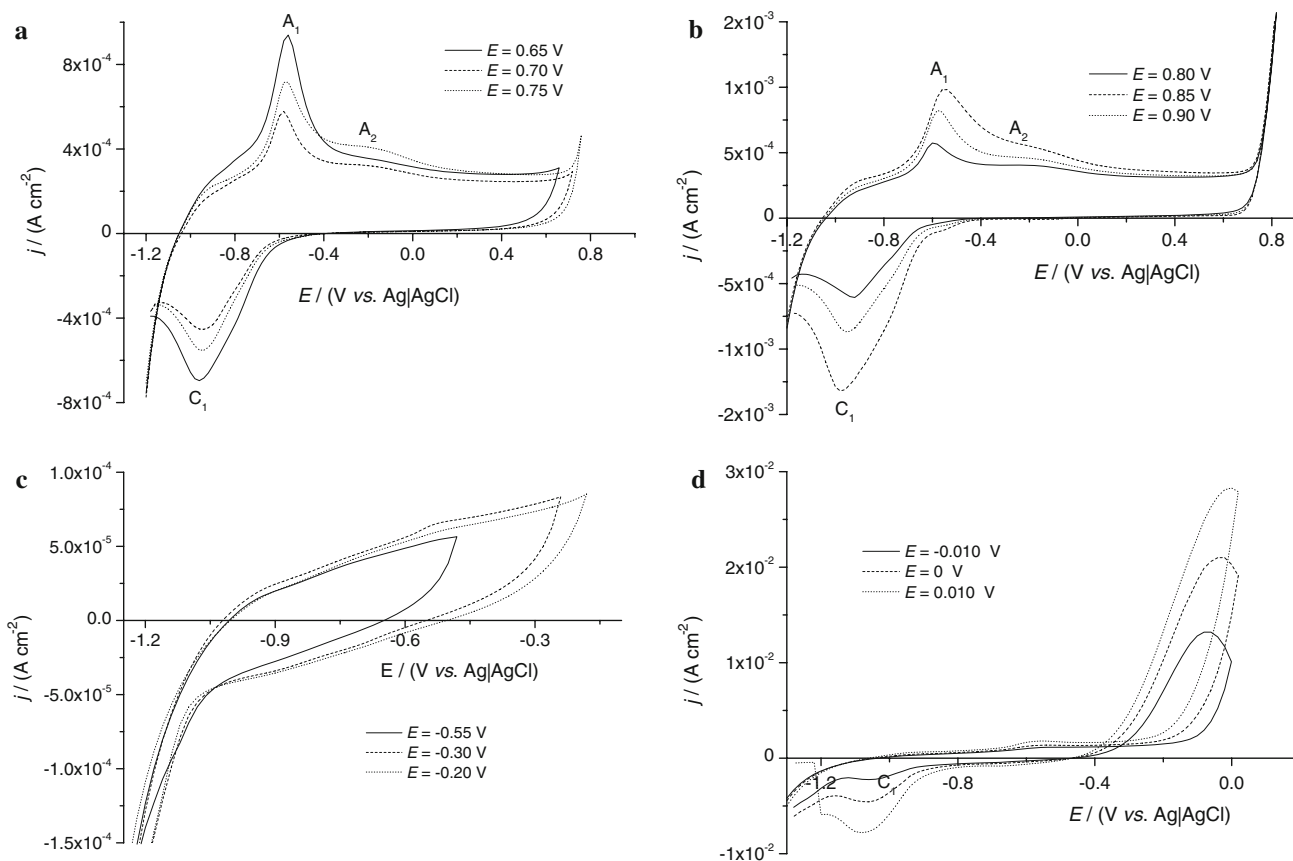 a
A₁
A₂
E = 0.65 V
E = 0.70 V
E = 0.75 V
8x10⁻⁴
4x10⁻⁴
0
-4x10⁻⁴
-8x10⁻⁴
-1.2 -0.8 -0.4 0.0 0.4 0.8
j / (A cm⁻²)
E / (V vs. Ag|AgCl)
C₁
b
A₁
A₂
E = 0.80 V
E = 0.85 V
E = 0.90 V
2x10⁻³
1x10⁻³
5x10⁻⁴
0
-5x10⁻⁴
-1x10⁻³
-2x10⁻³
-1.2 -0.8 -0.4 0.0 0.4 0.8
j / (A cm⁻²)
E / (V vs. Ag|AgCl)
C₁
c
1.0x10⁻⁴
5.0x10⁻⁵
0.0
-5.0x10⁻⁵
-1.0x10⁻⁴
-1.5x10⁻⁴
-1.2 -0.9 -0.6 -0.3
j / (A cm⁻²)
E / (V vs. Ag|AgCl)
E = -0.55 V
E = -0.30 V
E = -0.20 V
d
3x10⁻²
2x10⁻²
1x10⁻²
0
-1x10⁻²
E = -0.010 V
E = 0 V
E = 0.010 V
-1.2 -0.8 -0.4 0.0
C₁
j / (A cm⁻²)
E / (V vs. Ag|AgCl)